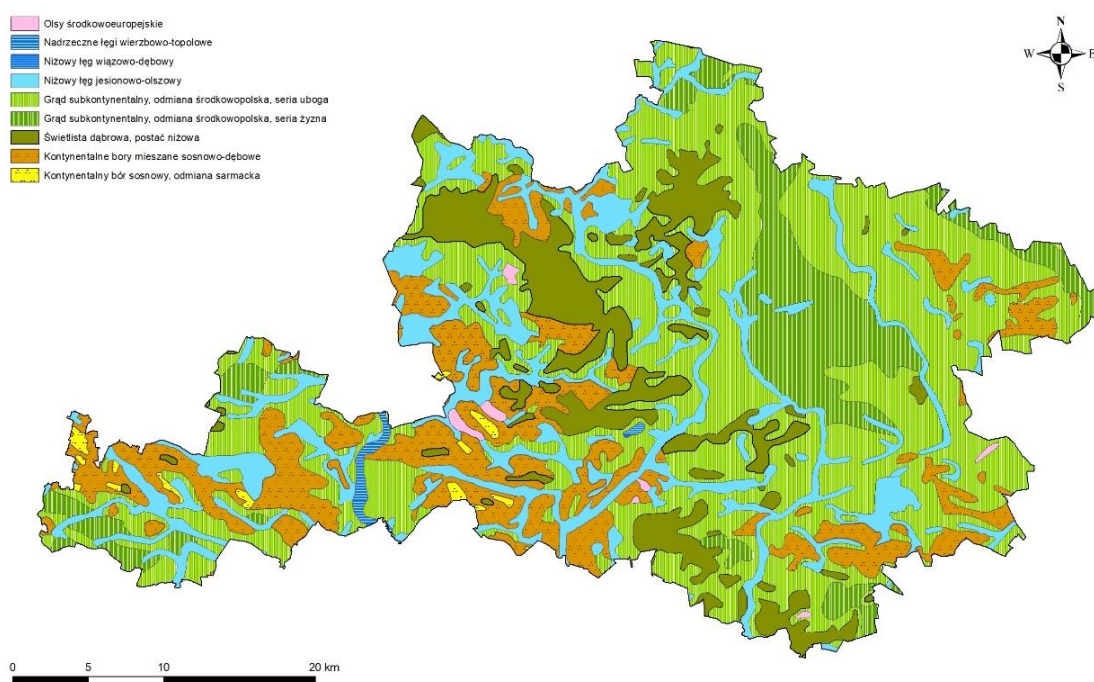 Olsy środkowoeuropejskie
Nadrzeczne łęgi wierzbowo-topolowe
Niżowy łęg wiązowo-dębowy
Niżowy łęg jesionowo-olszowy
Grąd subkontynentalny, odmiana środkowopolska, seria uboga
Grąd subkontynentalny, odmiana środkowopolska, seria żyzna
Świetlista dąbrowa, postać niżowa
Kontynentalne bory mieszane sosnowo-dębowe
Kontynentalny bór sosnowy, odmiana sarmacka
N
W E
S
0 5 10 20 km